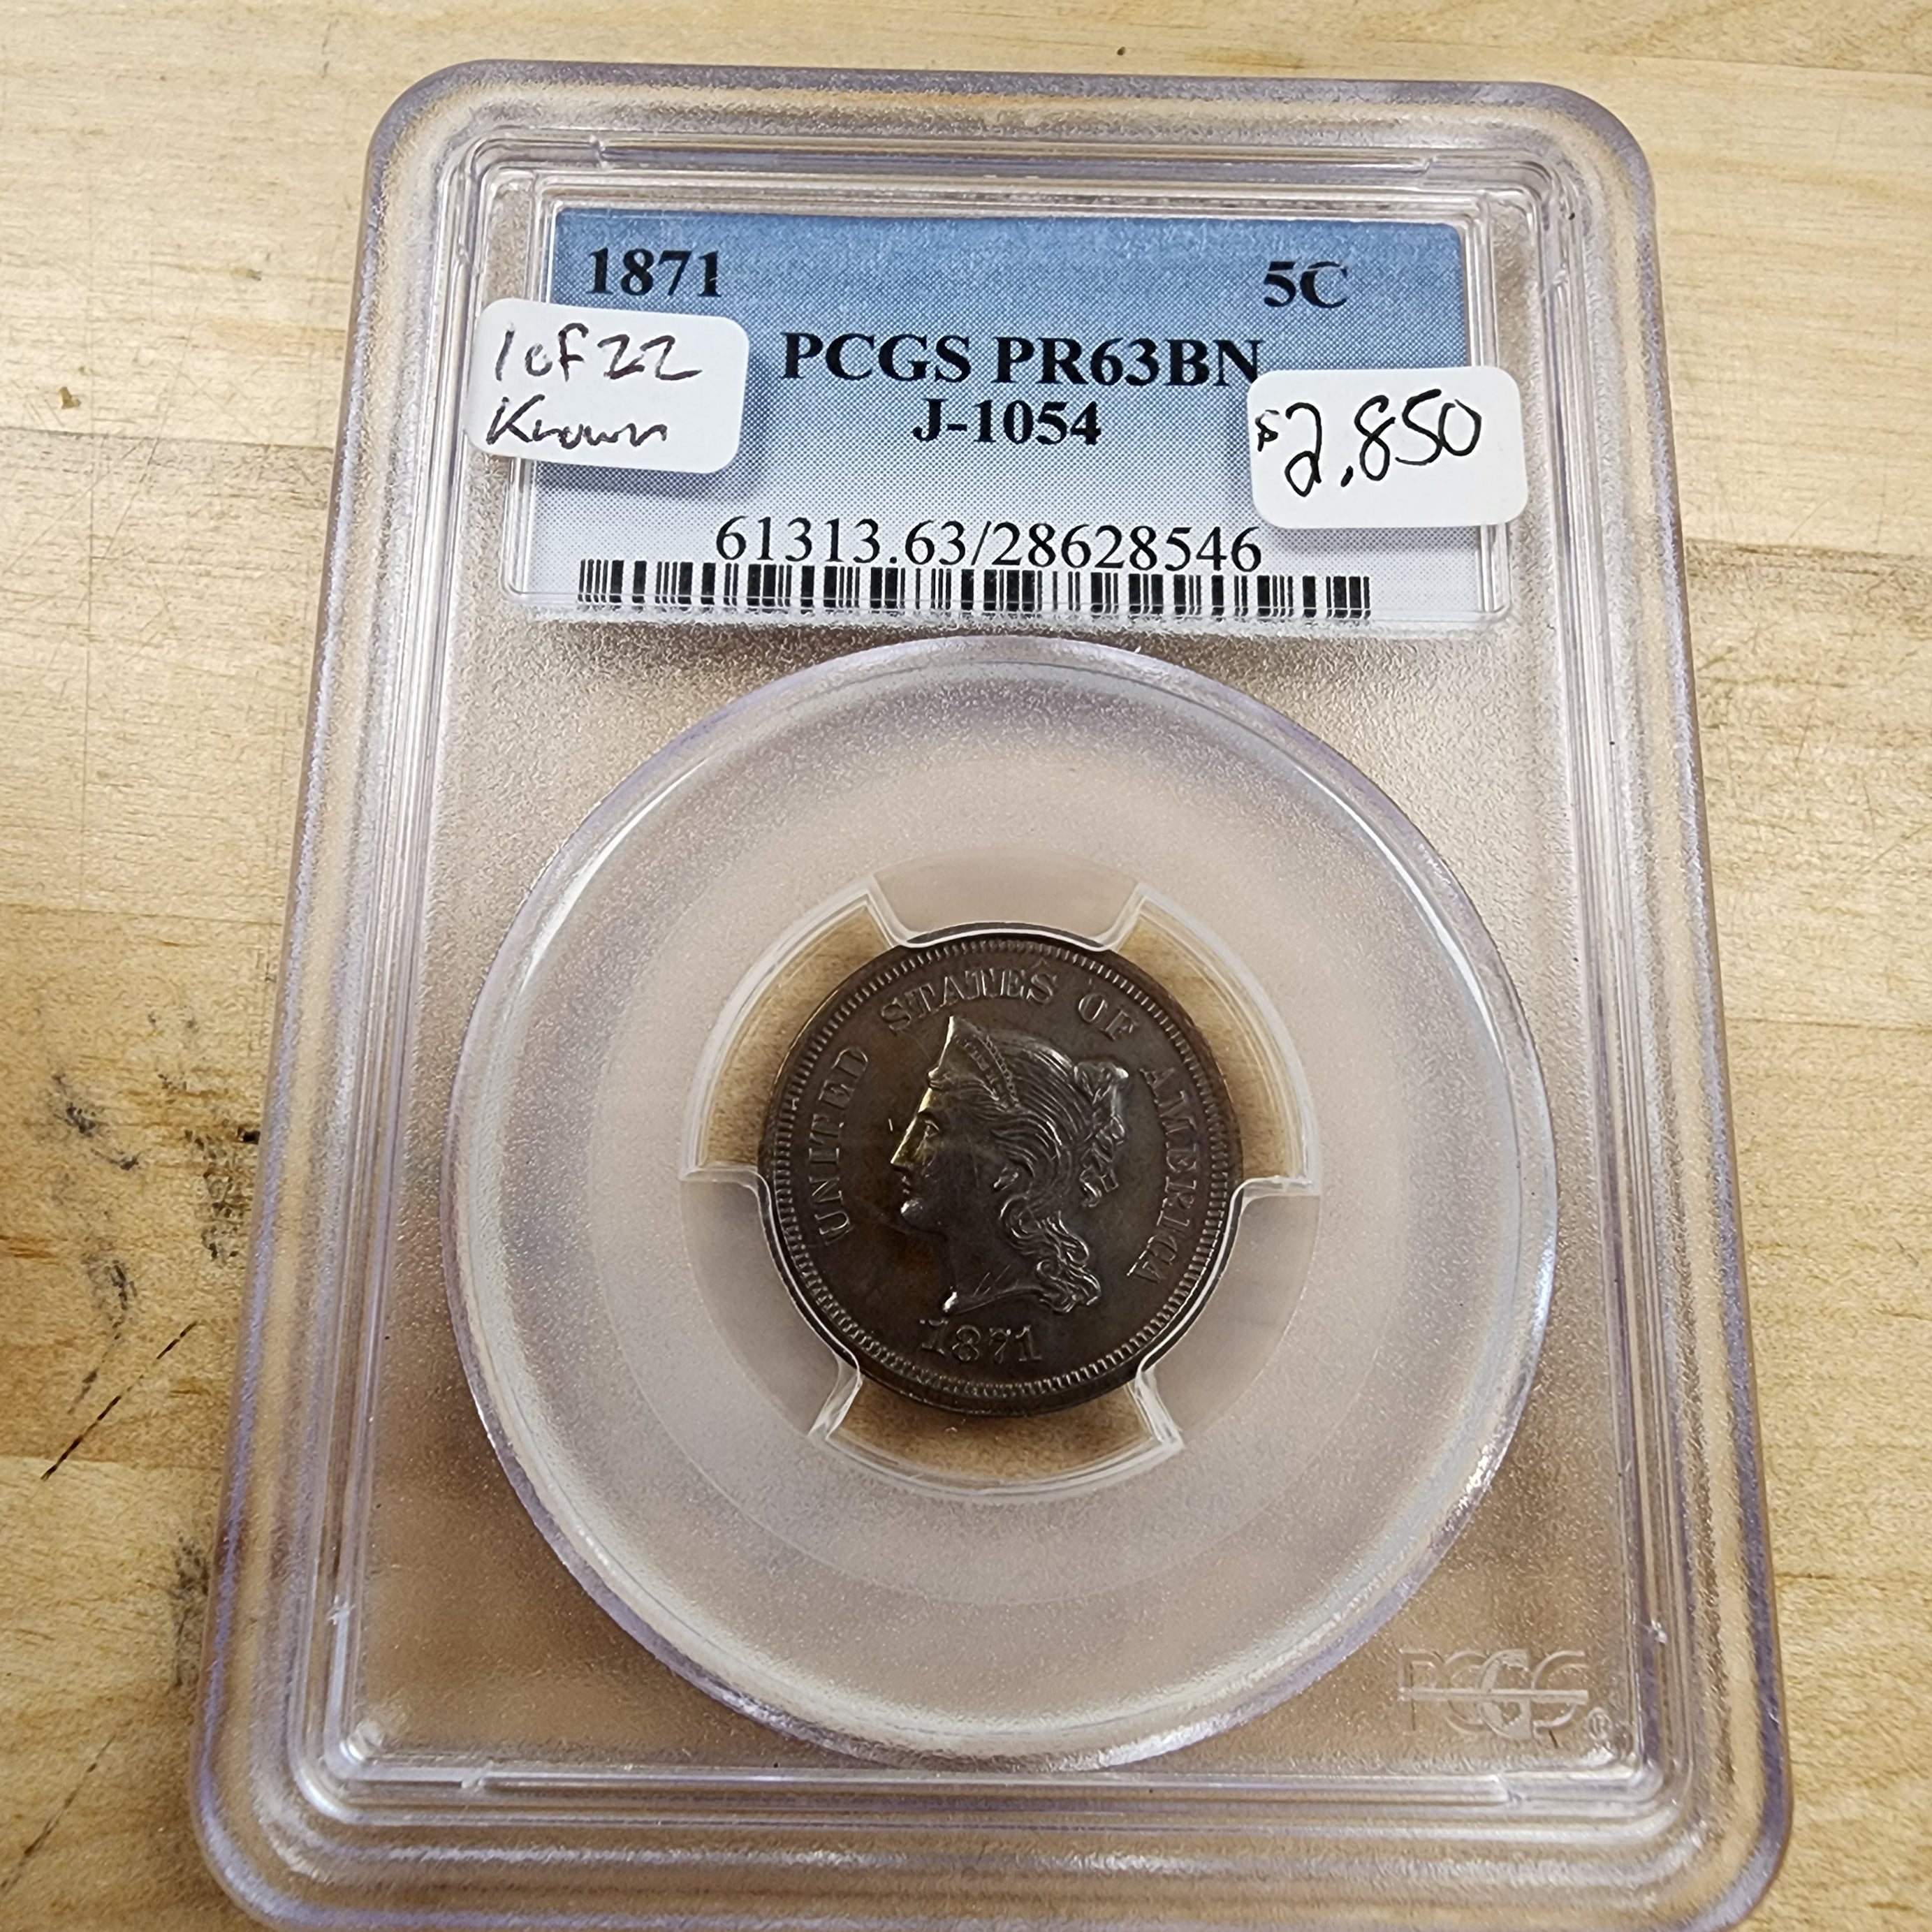 1871 5C
PCGS PR63BN
J-1054
61313.63/28628546
1 of 22
Known
$2,850
UNITED STATES OF AMERICA
1871
PCGS®